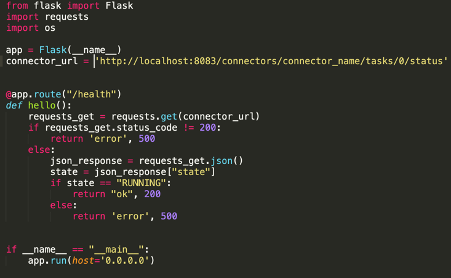 from flask import Flask
import requests
import os

app = Flask(__name__)
connector_url = 'http://localhost:8083/connectors/connector_name/tasks/0/status'


@app.route("/health")
def hello():
    requests_get = requests.get(connector_url)
    if requests_get.status_code != 200:
        return 'error', 500
    else:
        json_response = requests_get.json()
        state = json_response["state"]
        if state == "RUNNING":
            return "ok", 200
        else:
            return 'error', 500


if __name__ == "__main__":
    app.run(host='0.0.0.0')